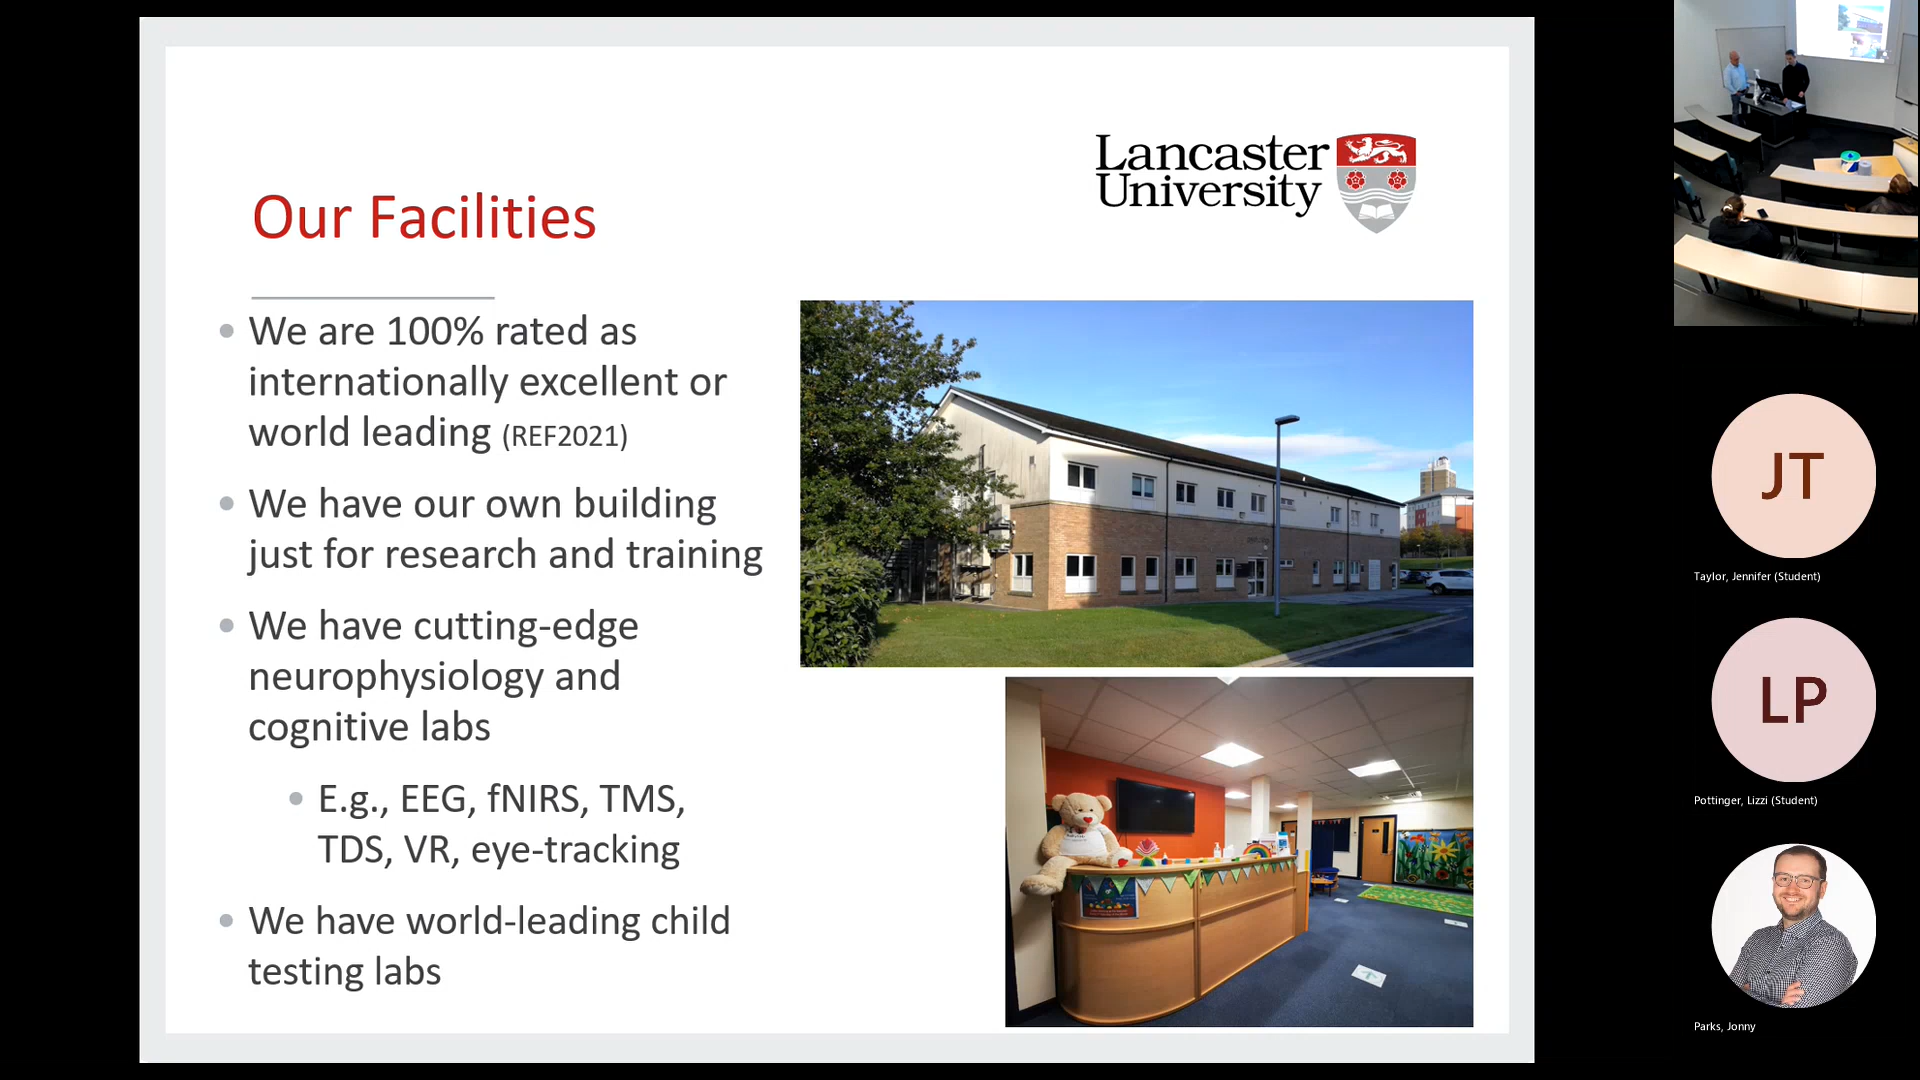 Lancaster
University
Our Facilities
We are 100% rated as
internationally excellent or
world leading (REF2021)
We have our own building
just for research and training
We have cutting-edge
neurophysiology and
cognitive labs
E.g., EEG, fNIRS, TMS,
TDS, VR, eye-tracking
We have world-leading child
testing labs
JT
Taylor, Jennifer (Student)
LP
Pottinger, Lizzi (Student)
Parks, Jonny